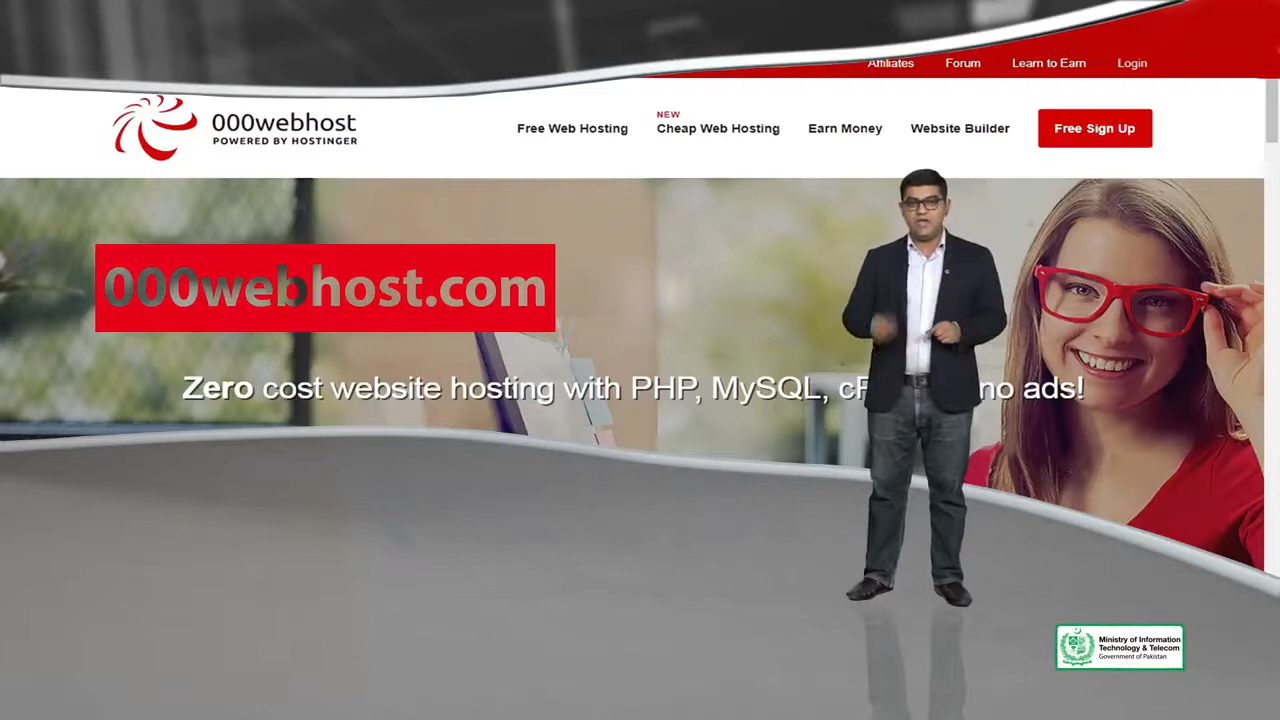 Affiliates Forum Learn to Earn Login
000webhost
POWERED BY HOSTINGER
NEW
Free Web Hosting Cheap Web Hosting Earn Money Website Builder Free Sign Up
000webhost.com
Zero cost website hosting with PHP, MySQL, no ads!
Ministry of Information
Technology & Telecom
Government of Pakistan